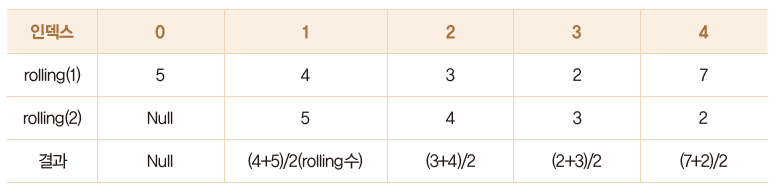 인덱스 0 1 2 3 4
rolling(1) 5 4 3 2 7
rolling(2) Null 5 4 3 2
결과 Null (4+5)/2(rolling수) (3+4)/2 (2+3)/2 (7+2)/2